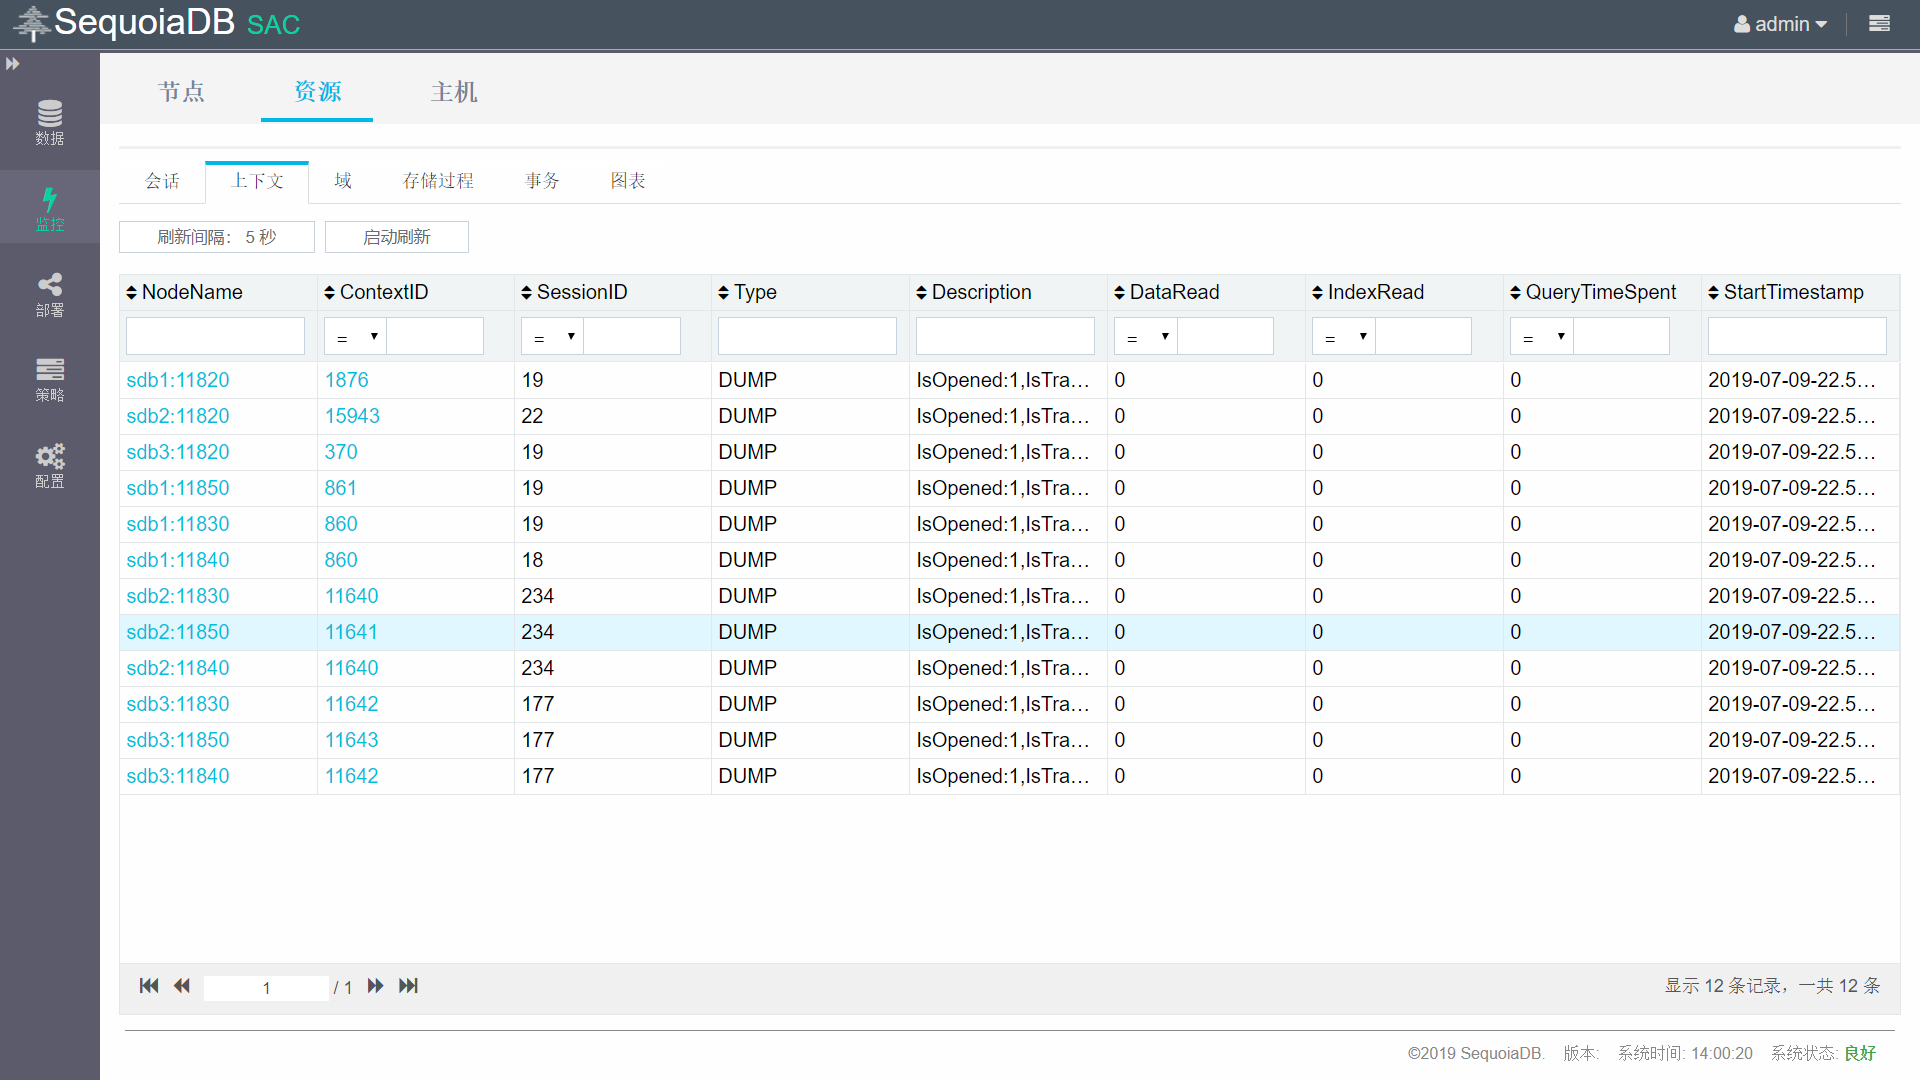 SequoiaDB SAC
admin
数据
监控
部署
策略
配置
节点 资源 主机
会话 上下文 域 存储过程 事务 图表
刷新间隔： 5 秒 启动刷新
NodeName ContextID SessionID Type Description DataRead IndexRead QueryTimeSpent StartTimestamp
= = = = =
sdb1:11820 1876 19 DUMP IsOpened:1,IsTra... 0 0 0 2019-07-09-22.5...
sdb2:11820 15943 22 DUMP IsOpened:1,IsTra... 0 0 0 2019-07-09-22.5...
sdb3:11820 370 19 DUMP IsOpened:1,IsTra... 0 0 0 2019-07-09-22.5...
sdb1:11850 861 19 DUMP IsOpened:1,IsTra... 0 0 0 2019-07-09-22.5...
sdb1:11830 860 19 DUMP IsOpened:1,IsTra... 0 0 0 2019-07-09-22.5...
sdb1:11840 860 18 DUMP IsOpened:1,IsTra... 0 0 0 2019-07-09-22.5...
sdb2:11830 11640 234 DUMP IsOpened:1,IsTra... 0 0 0 2019-07-09-22.5...
sdb2:11850 11641 234 DUMP IsOpened:1,IsTra... 0 0 0 2019-07-09-22.5...
sdb2:11840 11640 234 DUMP IsOpened:1,IsTra... 0 0 0 2019-07-09-22.5...
sdb3:11830 11642 177 DUMP IsOpened:1,IsTra... 0 0 0 2019-07-09-22.5...
sdb3:11850 11643 177 DUMP IsOpened:1,IsTra... 0 0 0 2019-07-09-22.5...
sdb3:11840 11642 177 DUMP IsOpened:1,IsTra... 0 0 0 2019-07-09-22.5...
1 / 1 显示 12 条记录，一共 12 条
©2019 SequoiaDB. 版本: 系统时间: 14:00:20 系统状态: 良好